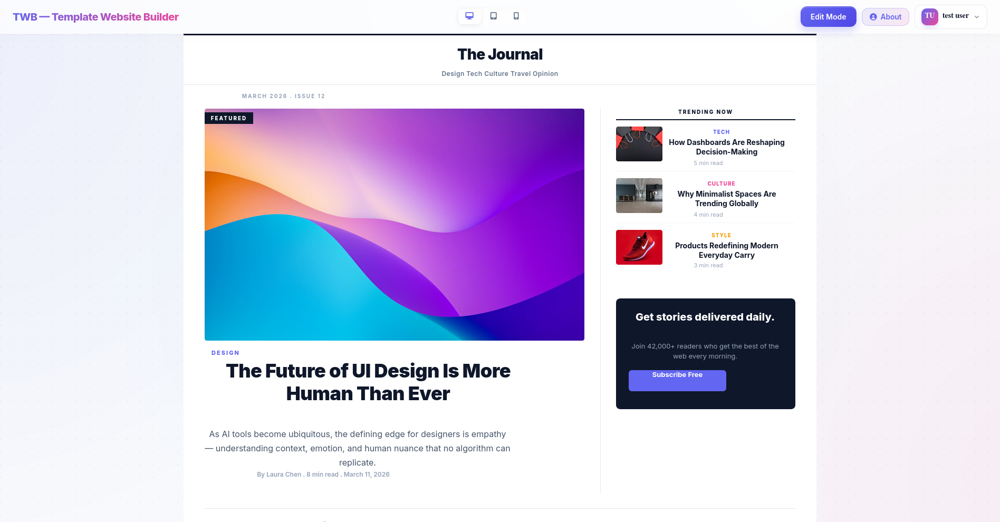 TWB — Template Website Builder
Edit Mode
About
TU
test user
The Journal
Design Tech Culture Travel Opinion
MARCH 2026 . ISSUE 12
FEATURED
DESIGN
The Future of UI Design Is More
Human Than Ever
As AI tools become ubiquitous, the defining edge for designers is empathy
— understanding context, emotion, and human nuance that no algorithm can
replicate.
By Laura Chen . 8 min read . March 11, 2026
TRENDING NOW
TECH
How Dashboards Are Reshaping
Decision-Making
5 min read
CULTURE
Why Minimalist Spaces Are
Trending Globally
4 min read
STYLE
Products Redefining Modern
Everyday Carry
3 min read
Get stories delivered daily.
Join 42,000+ readers who get the best of the
web every morning.
Subscribe Free